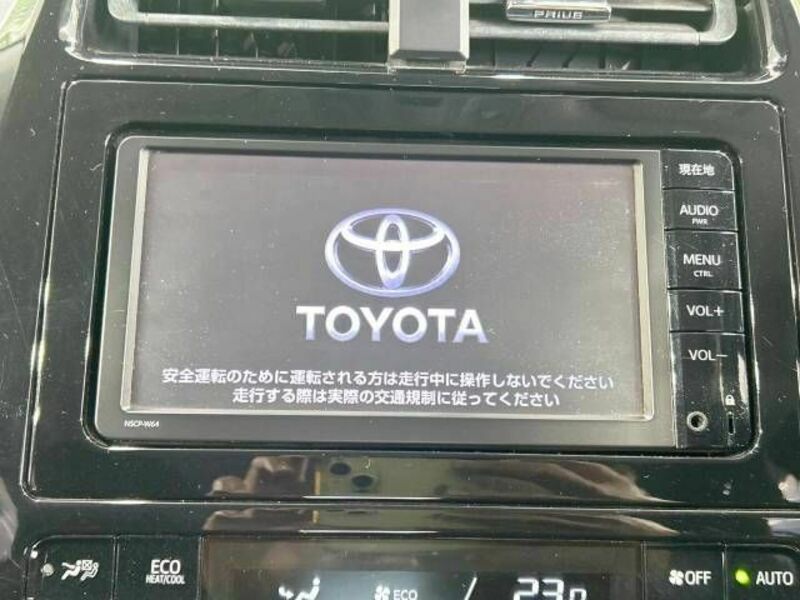 PRIUS
現在地
AUDIO
PWR
MENU
CTRL
VOL+
VOL-
TOYOTA
安全運転のために運転される方は走行中に操作しないでください
走行する際は実際の交通規制に従ってください
NSCP-W64
ECO
HEAT/COOL
ECO
23.0
OFF
AUTO